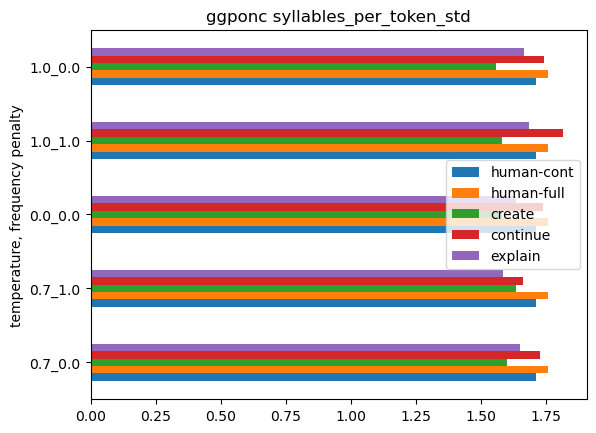 ggponc syllables_per_token_std
temperature, frequency penalty
1.0_0.0
1.0_1.0
0.0_0.0
0.7_1.0
0.7_0.0
human-cont
human-full
create
continue
explain
0.00 0.25 0.50 0.75 1.00 1.25 1.50 1.75